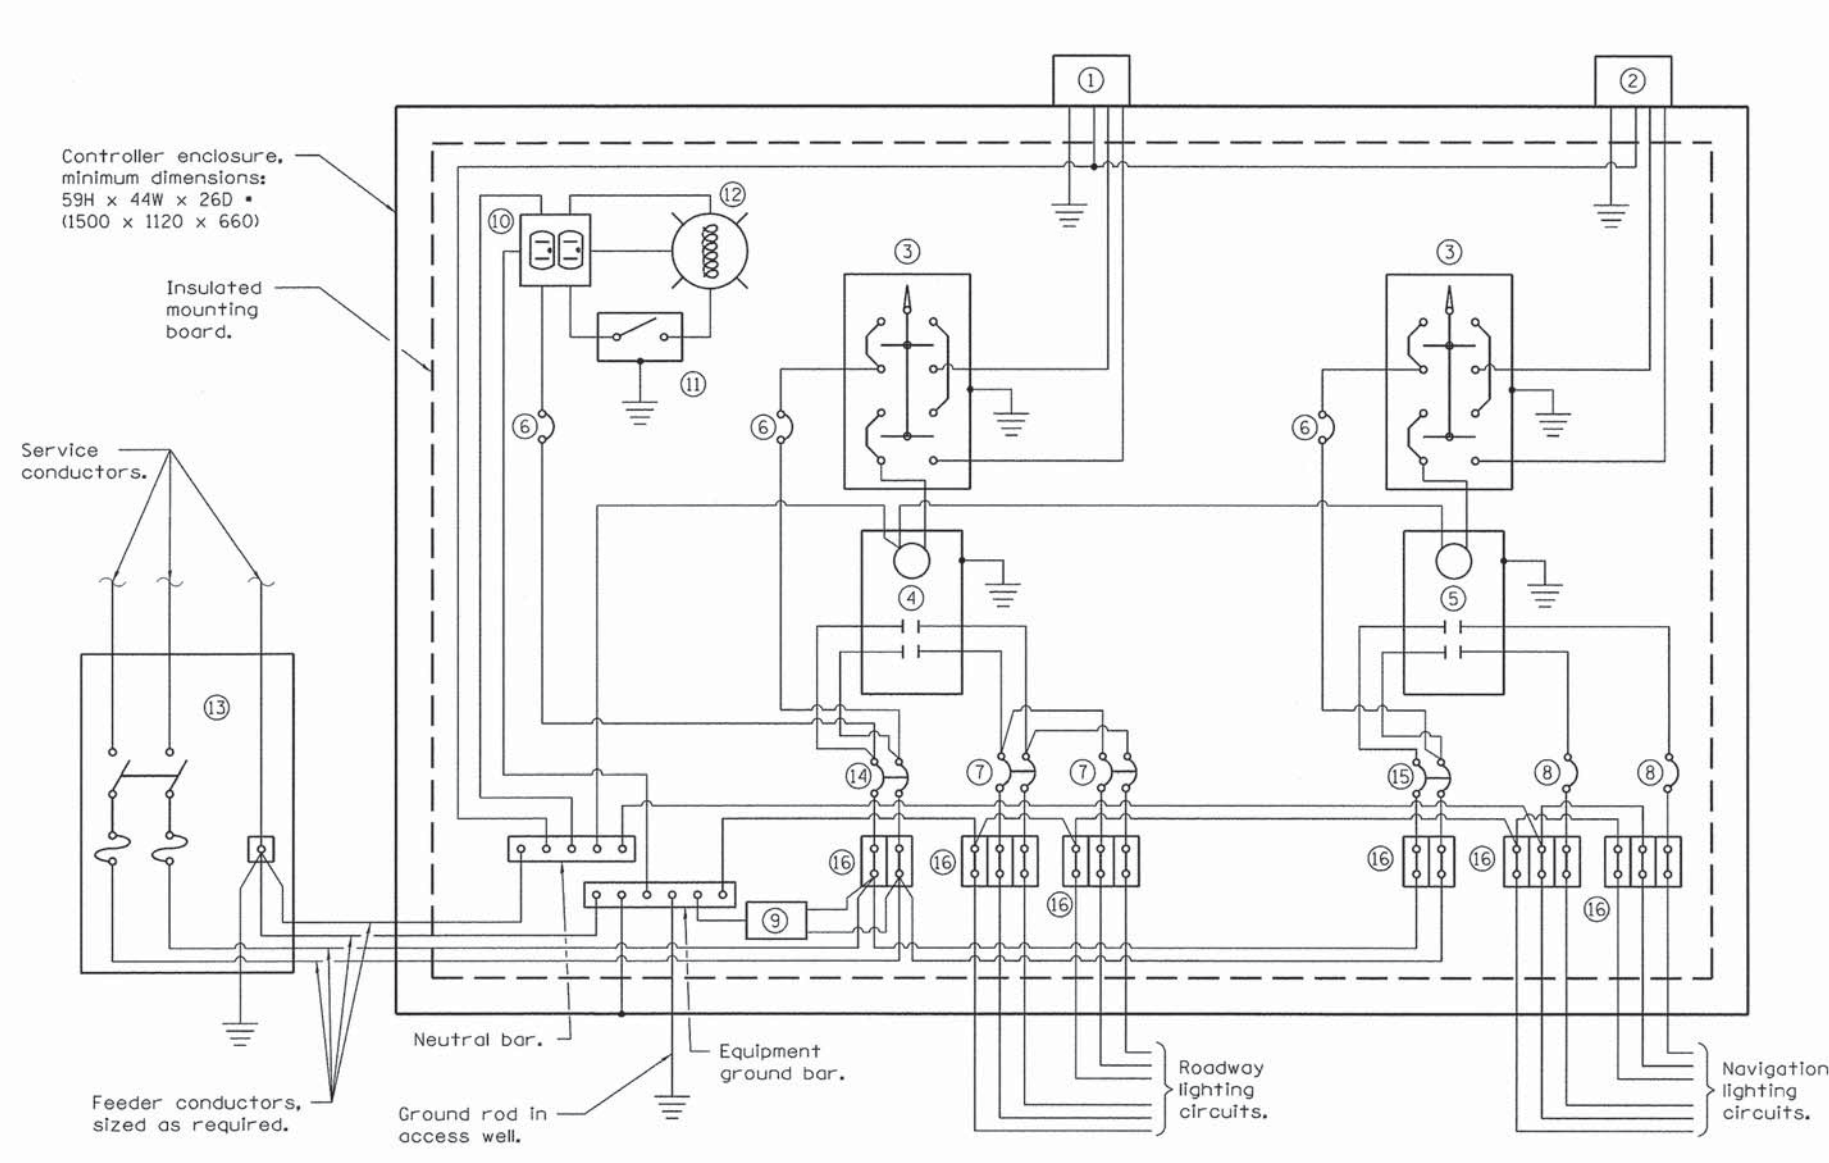 1
2
Controller enclosure,
minimum dimensions:
59H x 44W x 26D •
(1500 x 1120 x 660)
12
10
3
3
Insulated
mounting
board.
11
6
6
6
Service
conductors.
4
5
13
14
7
7
15
8
8
16
16
16
16
16
16
9
Neutral bar.
Equipment
ground bar.
Feeder conductors,
sized as required.
Ground rod in
access well.
Roadway
lighting
circuits.
Navigation
lighting
circuits.